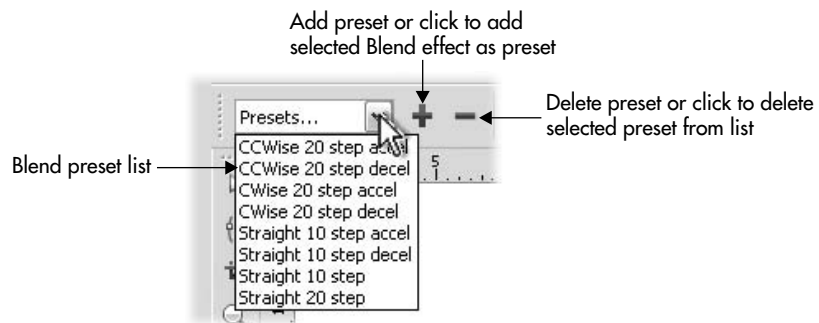 Add preset or click to add
selected Blend effect as preset
Delete preset or click to delete
selected preset from list
Blend preset list
Presets...
CCWise 20 step accel
CCWise 20 step decel
CWise 20 step accel
CWise 20 step decel
Straight 10 step accel
Straight 10 step decel
Straight 10 step
Straight 20 step
5